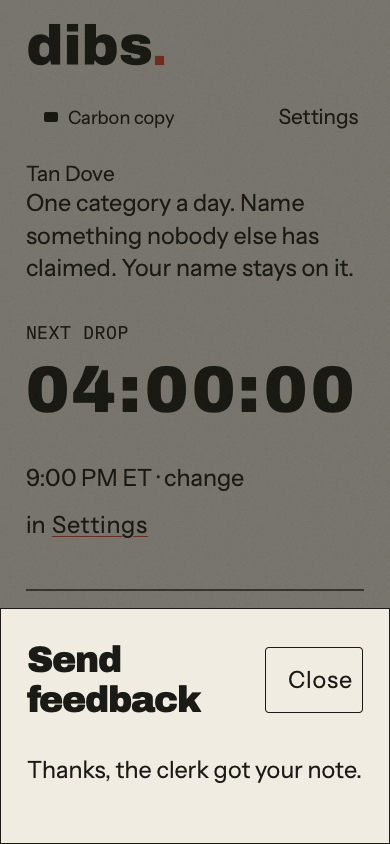 dibs.
Carbon copy
Settings
Tan Dove
One category a day. Name
something nobody else has
claimed. Your name stays on it.
NEXT DROP
04:00:00
9:00 PM ET · change
in Settings
Send
feedback
Close
Thanks, the clerk got your note.